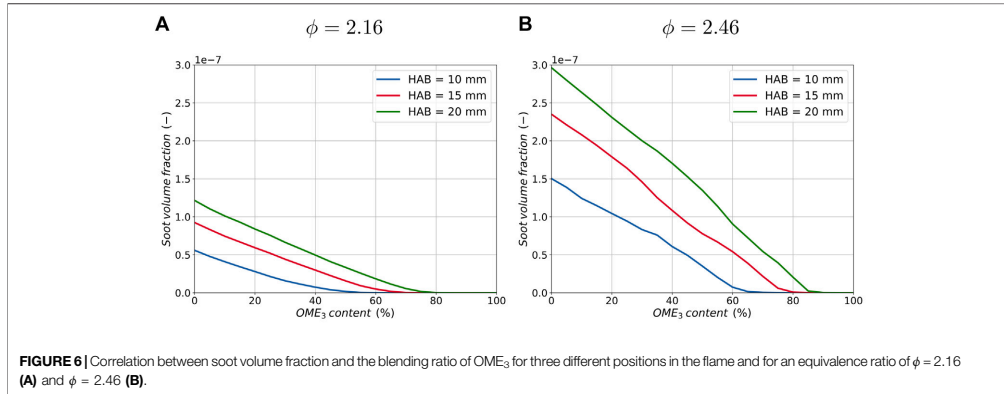 A
ϕ = 2.16
1e−7
3.0
2.5
2.0
1.5
1.0
0.5
0.0
Soot volume fraction (−)
HAB = 10 mm
HAB = 15 mm
HAB = 20 mm
0 20 40 60 80 100
OME₃ content (%)
B
ϕ = 2.46
1e−7
3.0
2.5
2.0
1.5
1.0
0.5
0.0
Soot volume fraction (−)
HAB = 10 mm
HAB = 15 mm
HAB = 20 mm
0 20 40 60 80 100
OME₃ content (%)
FIGURE 6 | Correlation between soot volume fraction and the blending ratio of OME₃ for three different positions in the flame and for an equivalence ratio of ϕ = 2.16
(A) and ϕ = 2.46 (B).